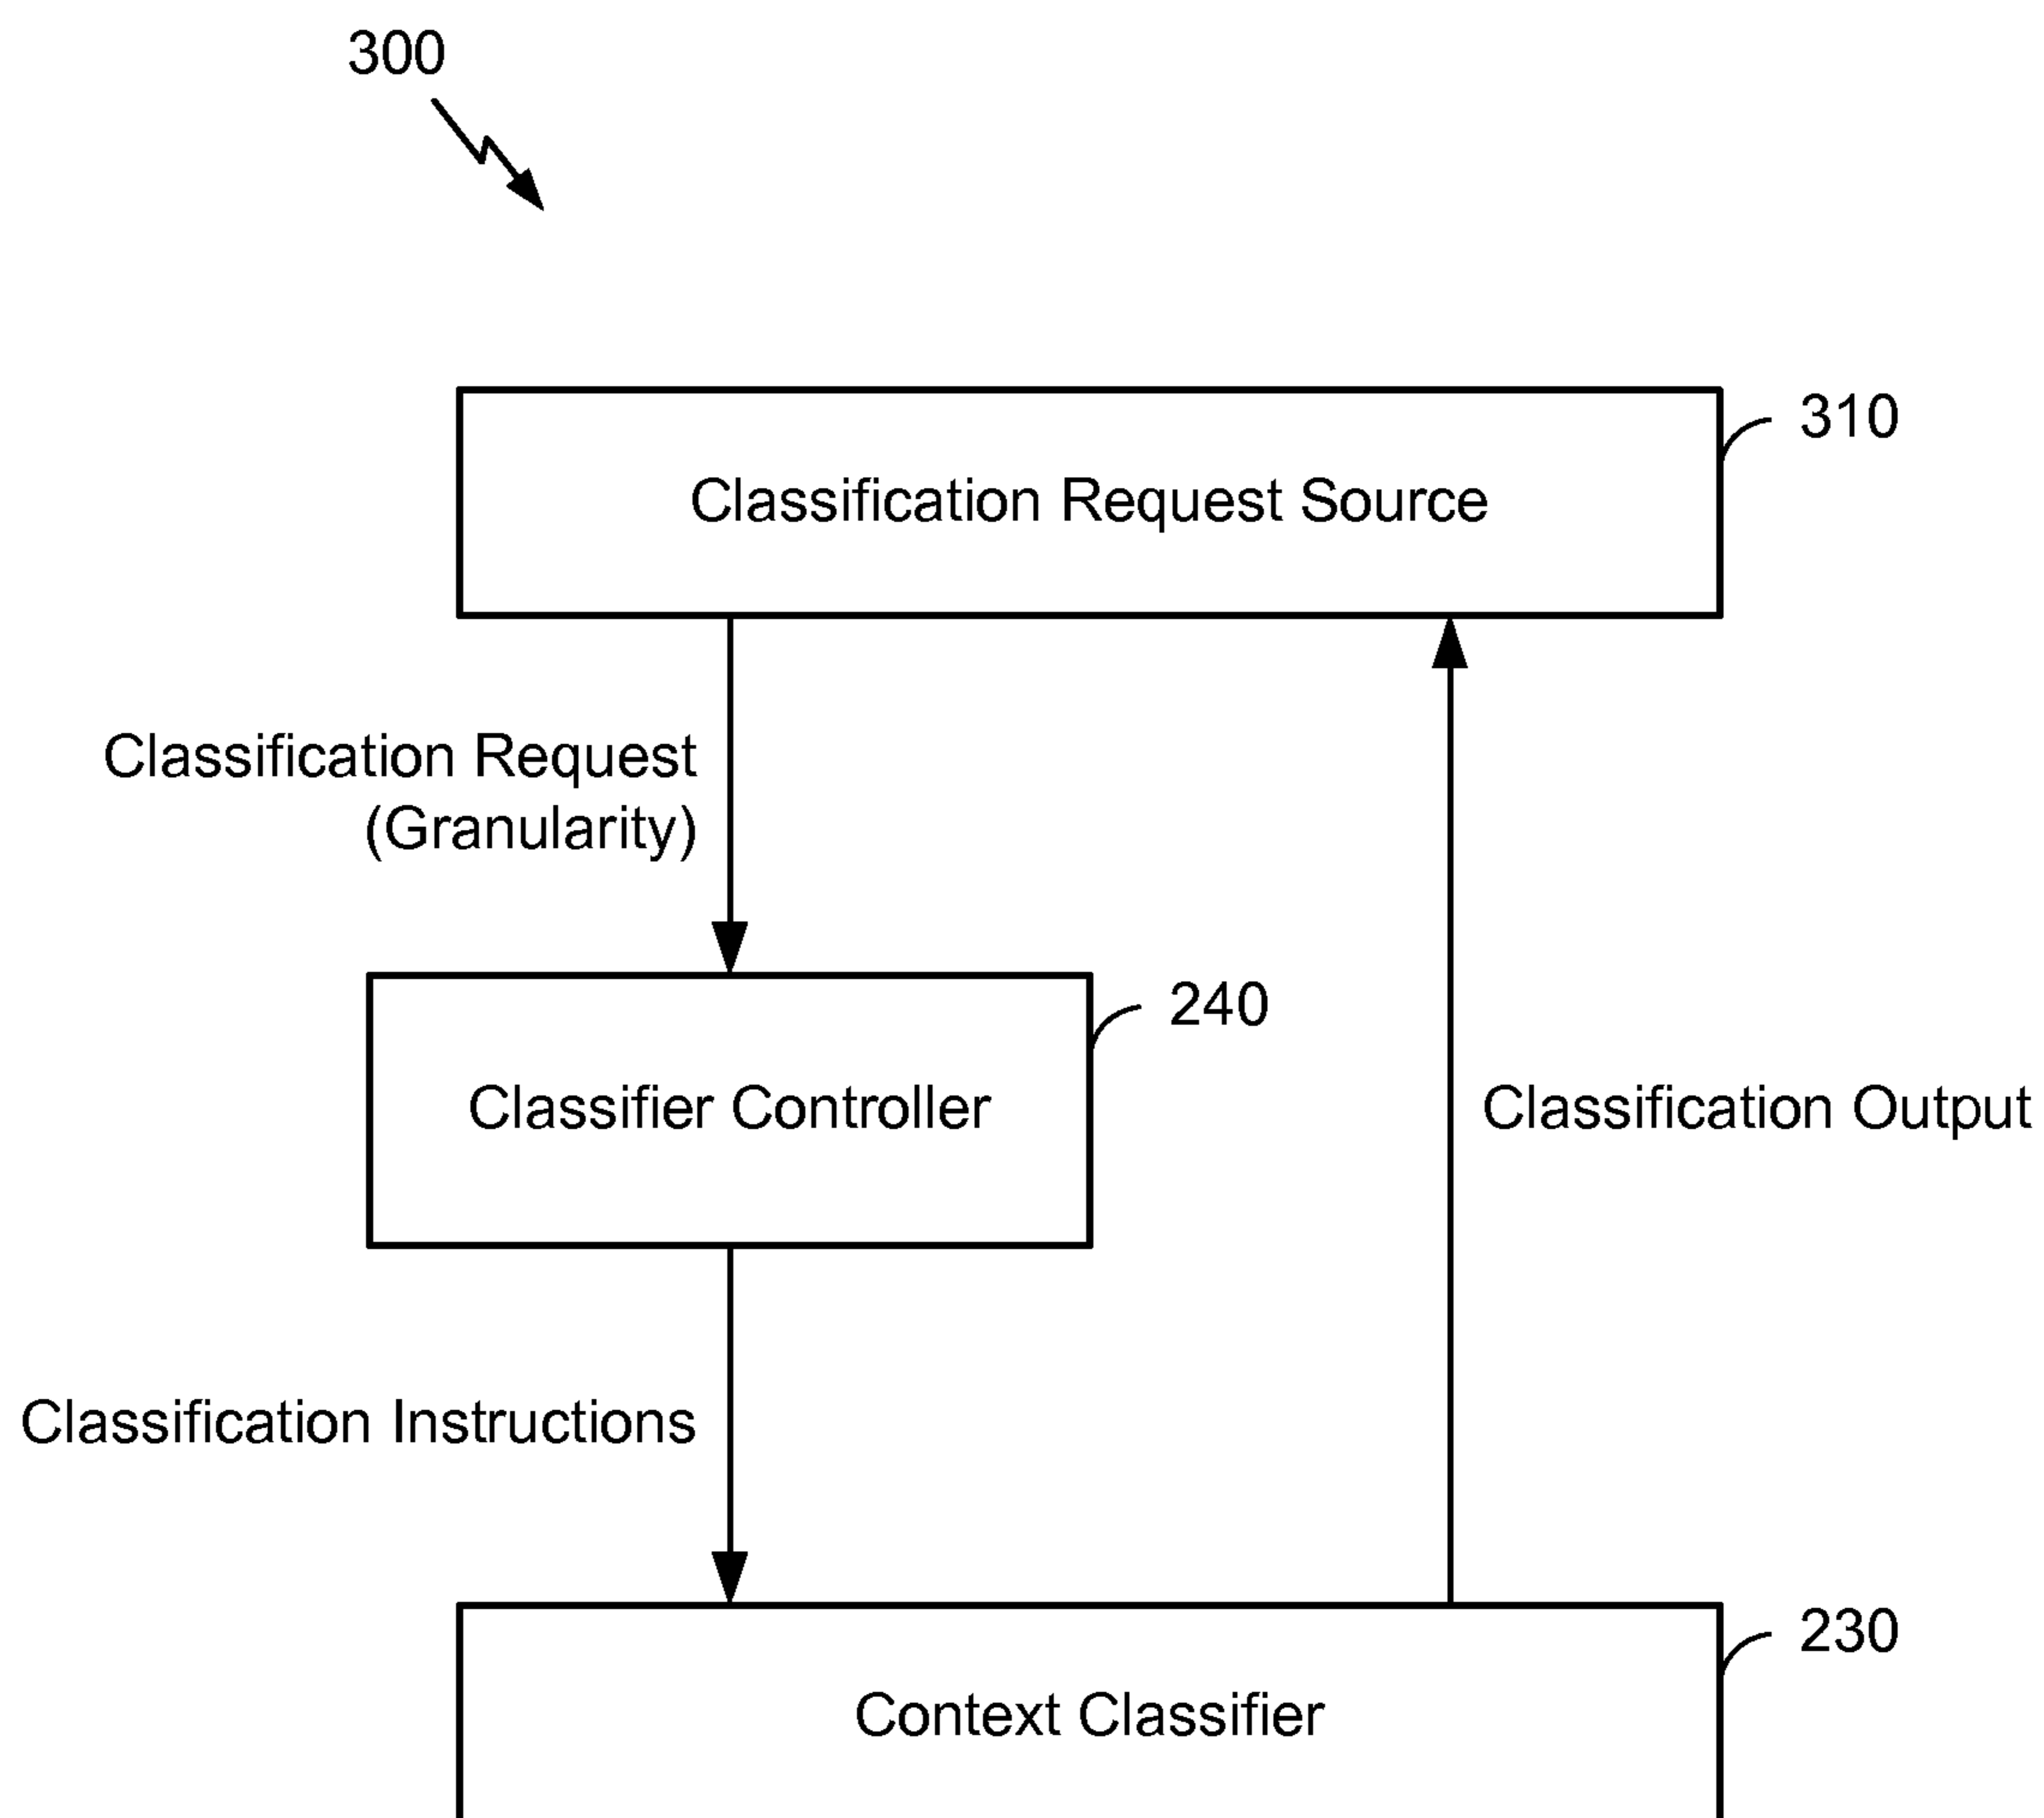 300
310
Classification Request Source
Classification Request
(Granularity)
240
Classifier Controller
Classification Output
Classification Instructions
230
Context Classifier